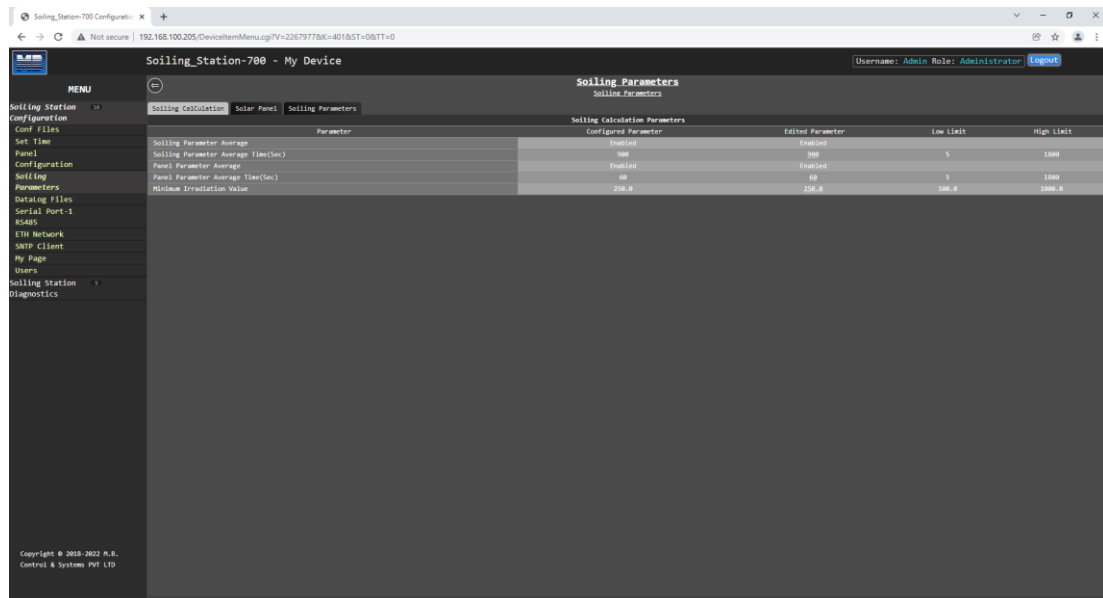 Soiling_Station-700 Configuratio
Not secure
192.168.100.205/DeviceItemMenu.cgi?V=2267977&K=401&ST=0&TT=0
Soiling_Station-700 - My Device
Username: Admin Role: Administrator Logout
MENU
Soiling Station
Configuration
Conf Files
Set Time
Panel
Configuration
Soiling
Parameters
DataLog Files
Serial Port-1
RS485
ETH Network
SNTP Client
My Page
Users
Soiling Station
Diagnostics
Copyright © 2018-2022 M.B.
Control & Systems PVT LTD
Soiling Parameters
Soiling Parameters
Soiling CalCulation Solar Panel Soiling Parameters
Soiling Calculation Parameters
Parameter Configured Parameter Edited Parameter Low Limit High Limit
Soiling Parameter Average Enabled Enabled
Soiling Parameter Average Time(Sec) 900 900 5 1800
Panel Parameter Average Enabled Enabled
Panel Parameter Average Time(Sec) 60 60 5 1800
Minimum Irradiation Value 250.0 250.0 100.0 1000.0